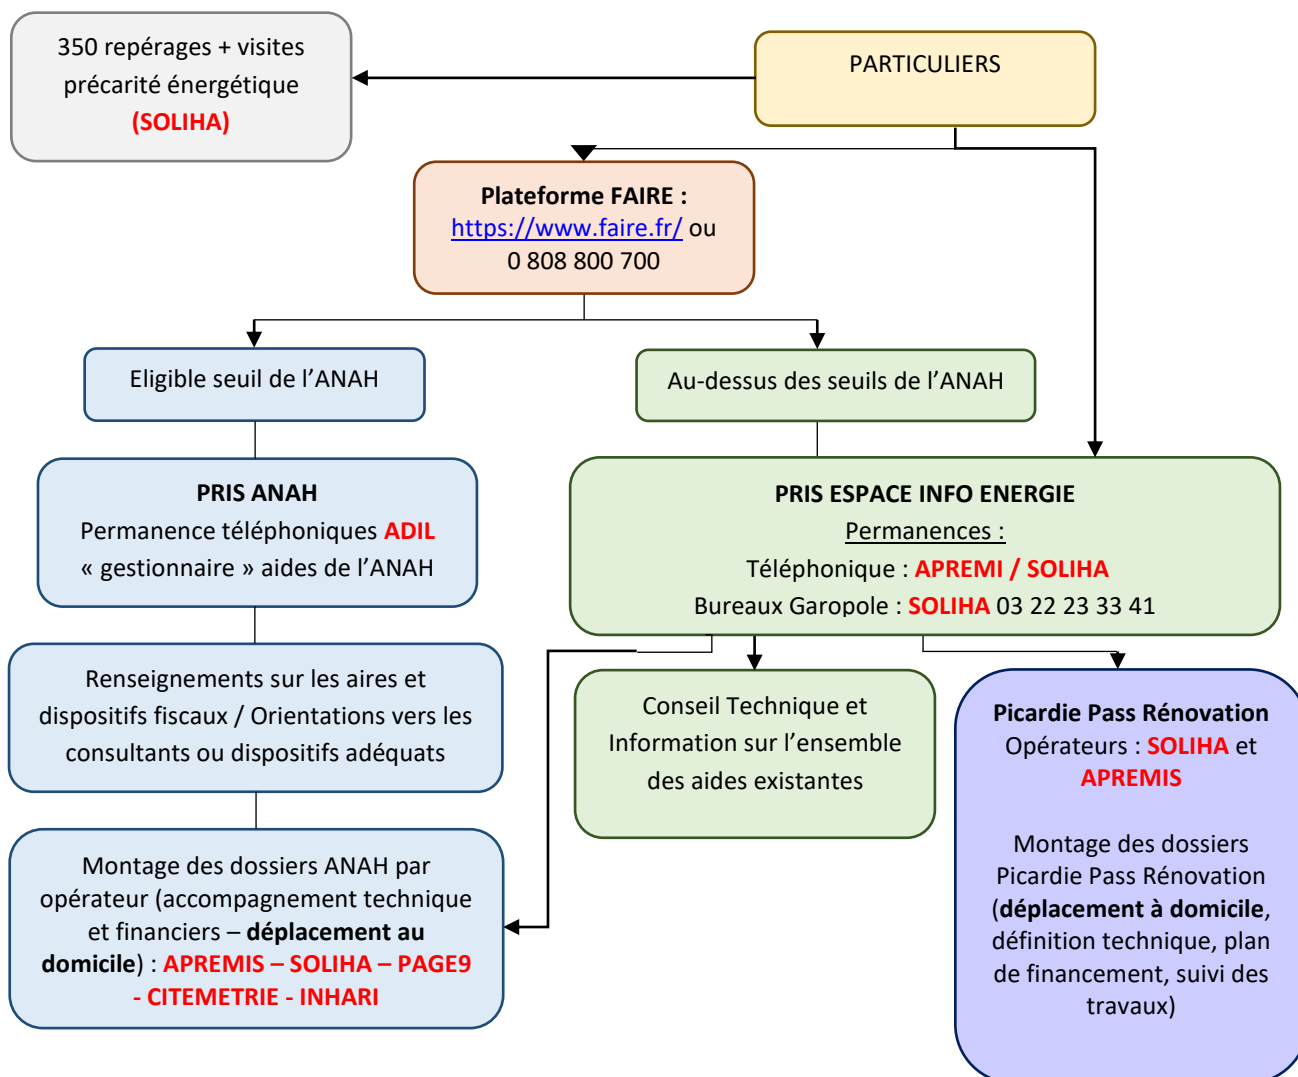 350 repérages + visites
précarité énergétique
(SOLIHA)
PARTICULIERS
Plateforme FAIRE :
https://www.faire.fr/ ou
0 808 800 700
Eligible seuil de l’ANAH
Au-dessus des seuils de l’ANAH
PRIS ANAH
Permanence téléphoniques ADIL
« gestionnaire » aides de l’ANAH
PRIS ESPACE INFO ENERGIE
Permanences :
Téléphonique : APREMI / SOLIHA
Bureaux Garopole : SOLIHA 03 22 23 33 41
Renseignements sur les aires et
dispositifs fiscaux / Orientations vers les
consultants ou dispositifs adéquats
Conseil Technique et
Information sur l’ensemble
des aides existantes
Picardie Pass Rénovation
Opérateurs : SOLIHA et
APREMIS
Montage des dossiers
Picardie Pass Rénovation
(déplacement à domicile,
définition technique, plan
de financement, suivi des
travaux)
Montage des dossiers ANAH par
opérateur (accompagnement technique
et financiers – déplacement au
domicile) : APREMIS – SOLIHA – PAGE9
- CITEMETRIE - INHARI